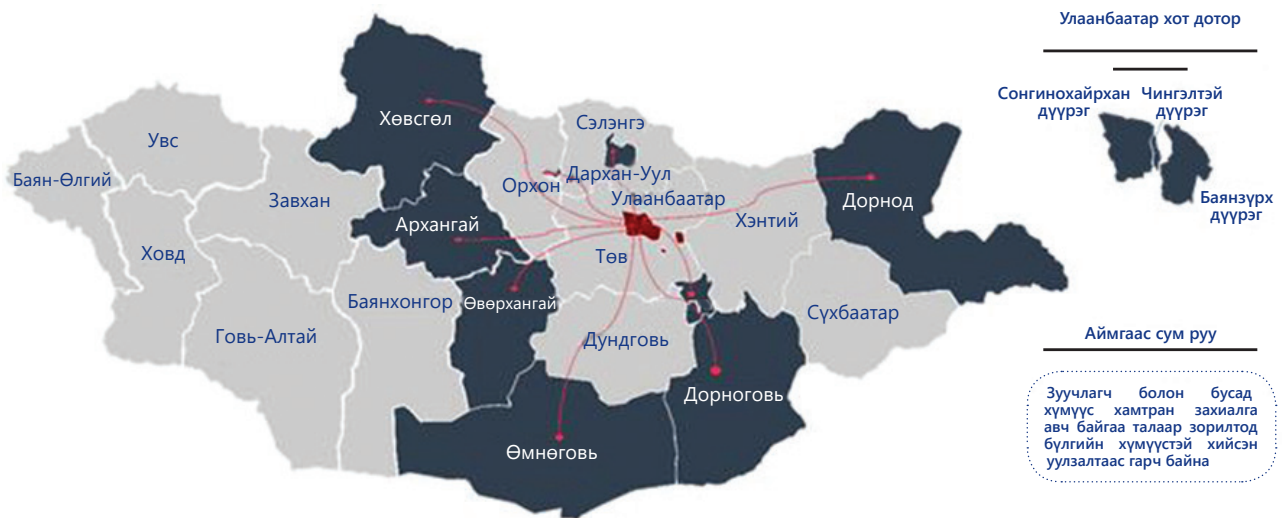 Улаанбаатар хот дотор
Сонгинохайрхан
дүүрэг
Чингэлтэй
дүүрэг
Баянзүрх
дүүрэг
Хөвсгөл
Сэлэнгэ
Увс
Баян-Өлгий
Орхон
Дархан-Уул
Завхан
Улаанбаатар
Дорнод
Архангай
Хэнтий
Ховд
Төв
Баянхонгор
Өвөрхангай
Сүхбаатар
Говь-Алтай
Дундговь
Дорноговь
Өмнөговь
Аймгаас сум руу
Зуучлагч болон бусад
хүмүүс хамтран захиалга
авч байгаа талаар зорилтод
бүлгийн хүмүүстэй хийсэн
уулзалтаас гарч байна